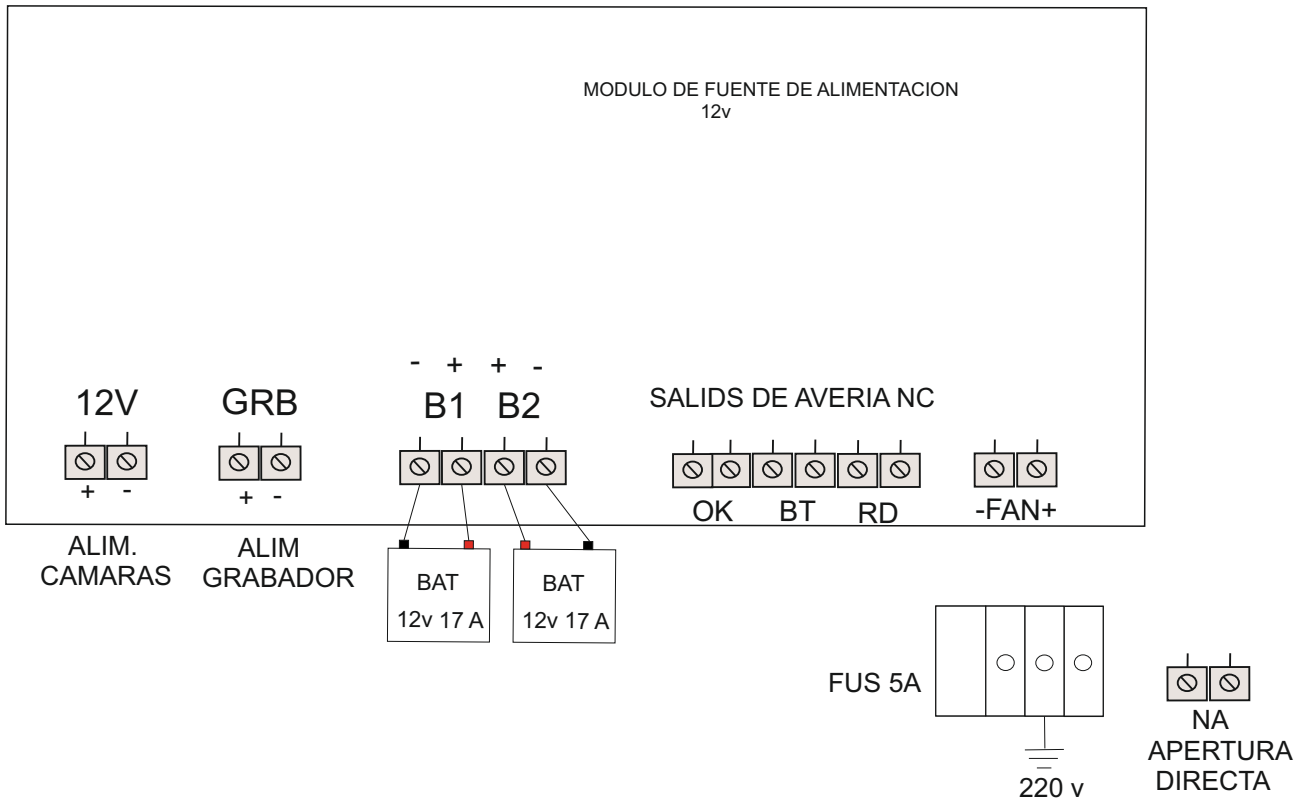 MODULO DE FUENTE DE ALIMENTACION
12v
- + + -
12V GRB B1 B2 SALIDS DE AVERIA NC
+ - + - OK BT RD -FAN+
ALIM.
CAMARAS
ALIM
GRABADOR
BAT
12v 17 A
BAT
12v 17 A
FUS 5A
220 v
NA
APERTURA
DIRECTA